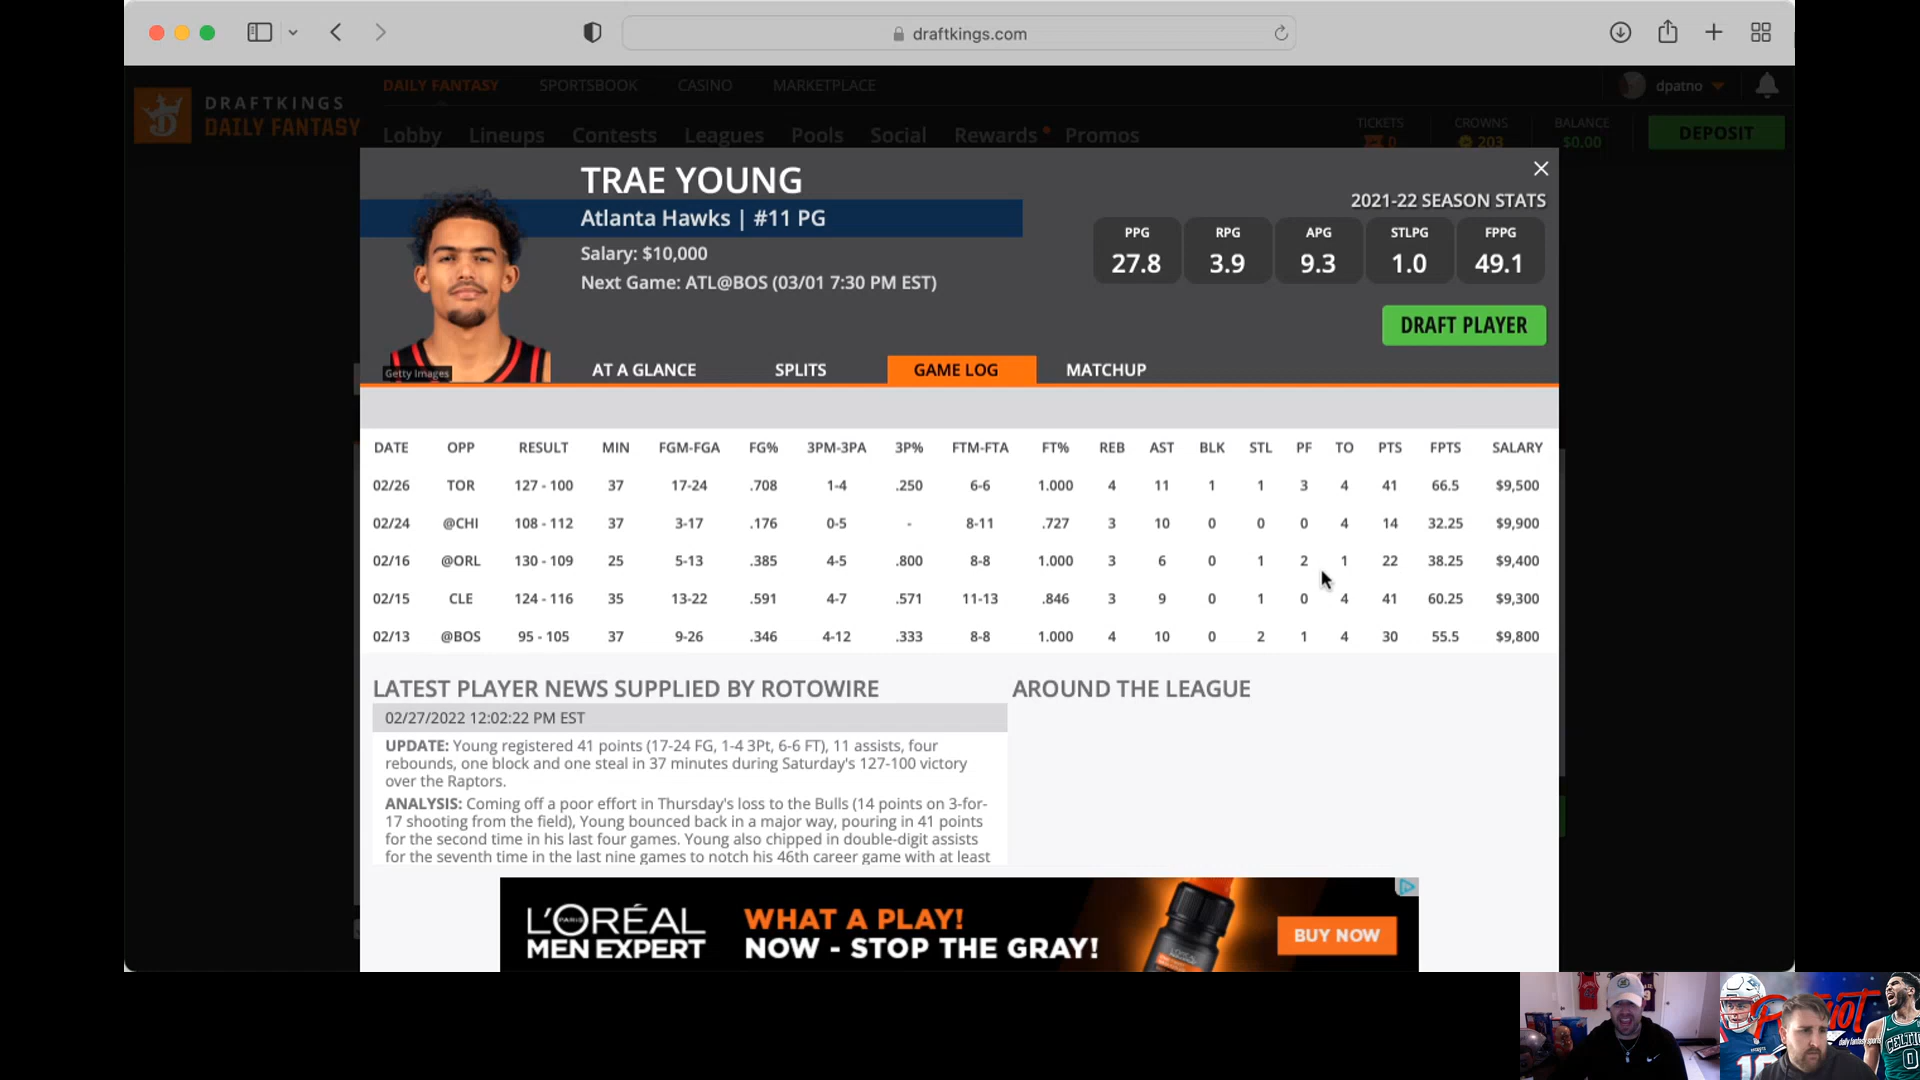 draftkings.com
DRAFTKINGS
DAILY FANTASY
DAILY FANTASY SPORTSBOOK CASINO MARKETPLACE
dpatno
Lobby Lineups Contests Leagues Pools Social Rewards Promos
TICKETS CROWNS BALANCE
0 203 $0.00
DEPOSIT
TRAE YOUNG
Atlanta Hawks | #11 PG
Salary: $10,000
Next Game: ATL@BOS (03/01 7:30 PM EST)
Getty Images
2021-22 SEASON STATS
PPG RPG APG STLPG FPPG
27.8 3.9 9.3 1.0 49.1
DRAFT PLAYER
AT A GLANCE SPLITS GAME LOG MATCHUP
DATE OPP RESULT MIN FGM-FGA FG% 3PM-3PA 3P% FTM-FTA FT% REB AST BLK STL PF TO PTS FPTS SALARY
02/26 TOR 127 - 100 37 17-24 .708 1-4 .250 6-6 1.000 4 11 1 1 3 4 41 66.5 $9,500
02/24 @CHI 108 - 112 37 3-17 .176 0-5 - 8-11 .727 3 10 0 0 0 4 14 32.25 $9,900
02/16 @ORL 130 - 109 25 5-13 .385 4-5 .800 8-8 1.000 3 6 0 1 2 1 22 38.25 $9,400
02/15 CLE 124 - 116 35 13-22 .591 4-7 .571 11-13 .846 3 9 0 1 0 4 41 60.25 $9,300
02/13 @BOS 95 - 105 37 9-26 .346 4-12 .333 8-8 1.000 4 10 0 2 1 4 30 55.5 $9,800
LATEST PLAYER NEWS SUPPLIED BY ROTOWIRE
02/27/2022 12:02:22 PM EST
UPDATE: Young registered 41 points (17-24 FG, 1-4 3Pt, 6-6 FT), 11 assists, four
rebounds, one block and one steal in 37 minutes during Saturday's 127-100 victory
over the Raptors.
ANALYSIS: Coming off a poor effort in Thursday's loss to the Bulls (14 points on 3-for-
17 shooting from the field), Young bounced back in a major way, pouring in 41 points
for the second time in his last four games. Young also chipped in double-digit assists
for the seventh time in the last nine games to notch his 46th career game with at least
AROUND THE LEAGUE
L'ORÉAL
PARIS
MEN EXPERT
WHAT A PLAY!
NOW - STOP THE GRAY!
BUY NOW
daily fantasy sports
CELTIC
0